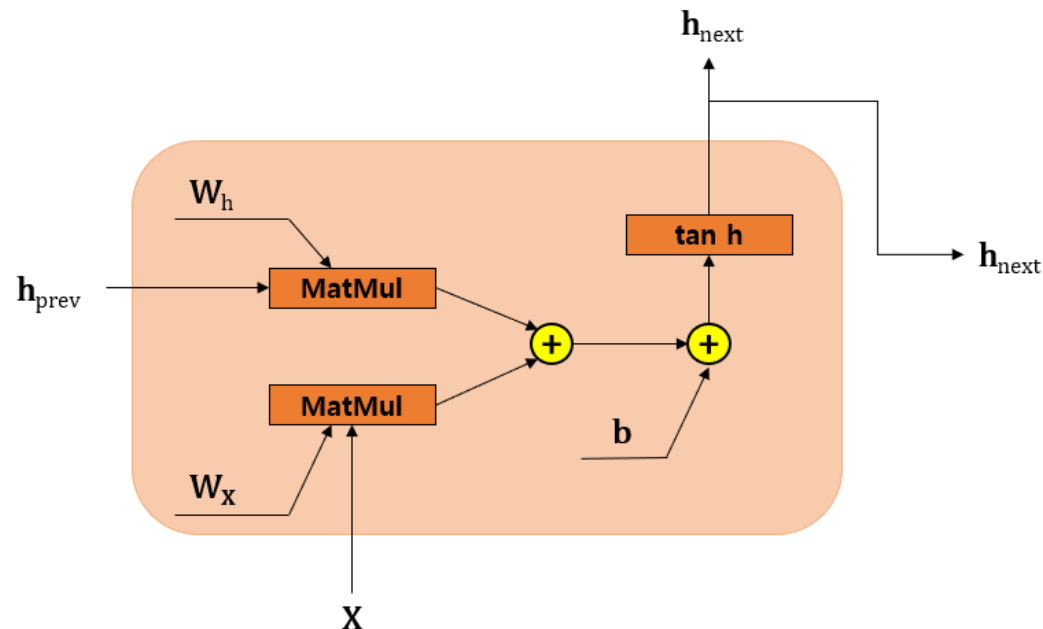 h_next
W_h
tan h
h_prev
MatMul
h_next
+
+
MatMul
b
W_X
X